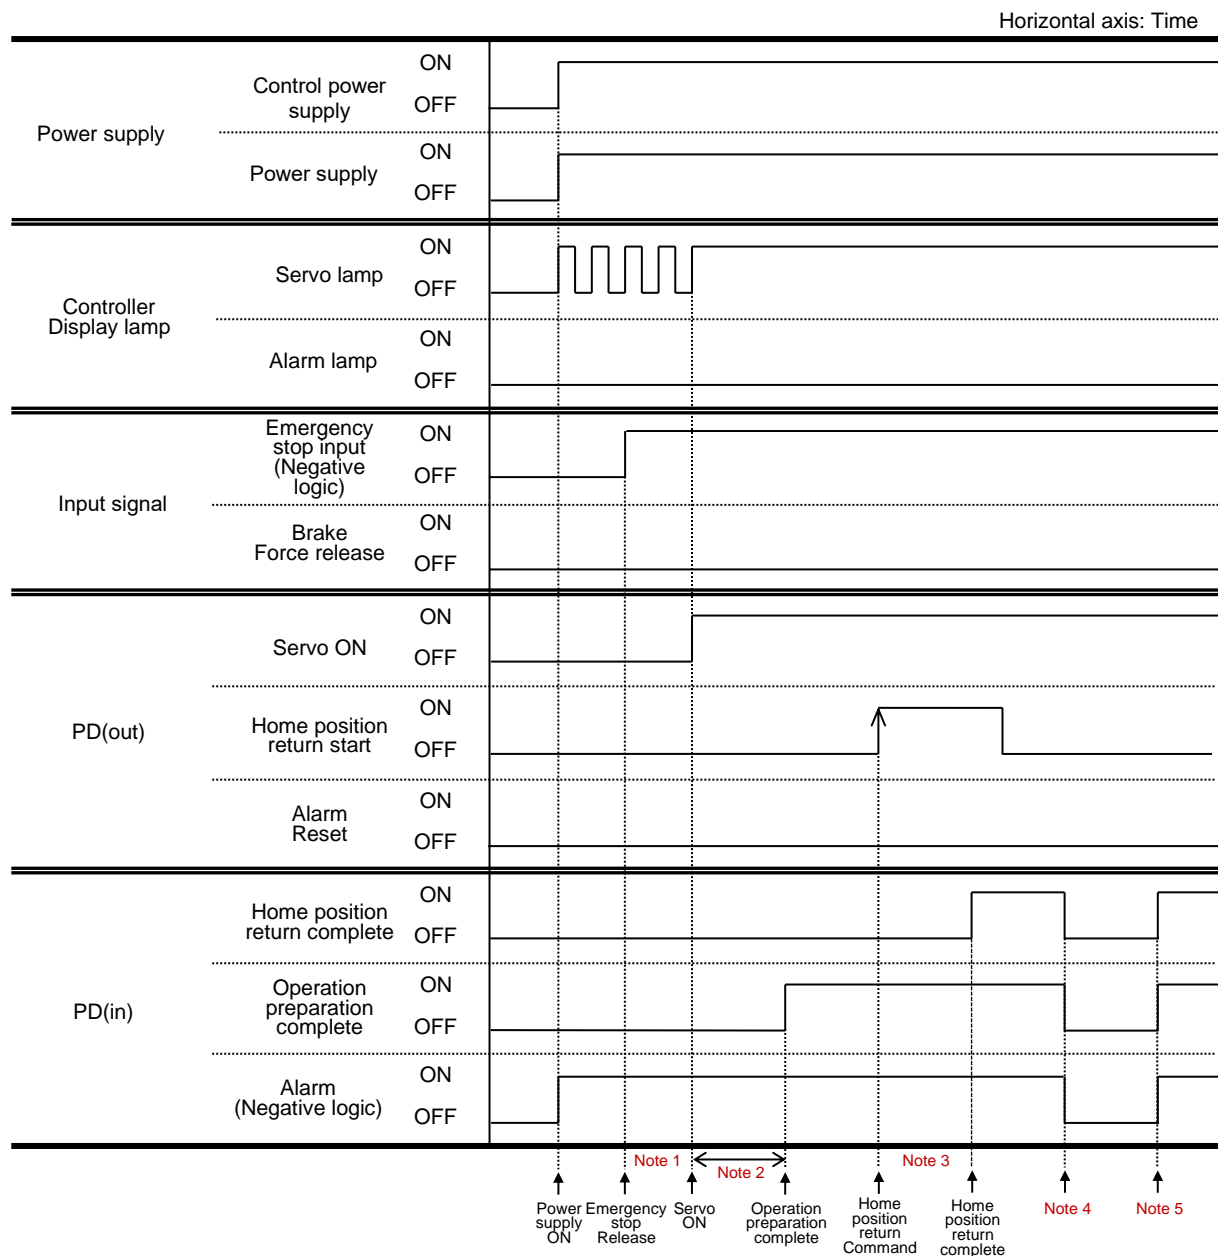 Horizontal axis: Time
Power supply
Control power
supply
ON
OFF
Power supply
ON
OFF
Controller
Display lamp
Servo lamp
ON
OFF
Alarm lamp
ON
OFF
Input signal
Emergency
stop input
(Negative
logic)
ON
OFF
Brake
Force release
ON
OFF
PD(out)
Servo ON
ON
OFF
Home position
return start
ON
OFF
Alarm
Reset
ON
OFF
PD(in)
Home position
return complete
ON
OFF
Operation
preparation
complete
ON
OFF
Alarm
(Negative logic)
ON
OFF
Note 1
Note 2
Note 3
Power
supply
ON
Emergency
stop
Release
Servo
ON
Operation
preparation
complete
Home
position
return
Command
Home
position
return
complete
Note 4
Note 5